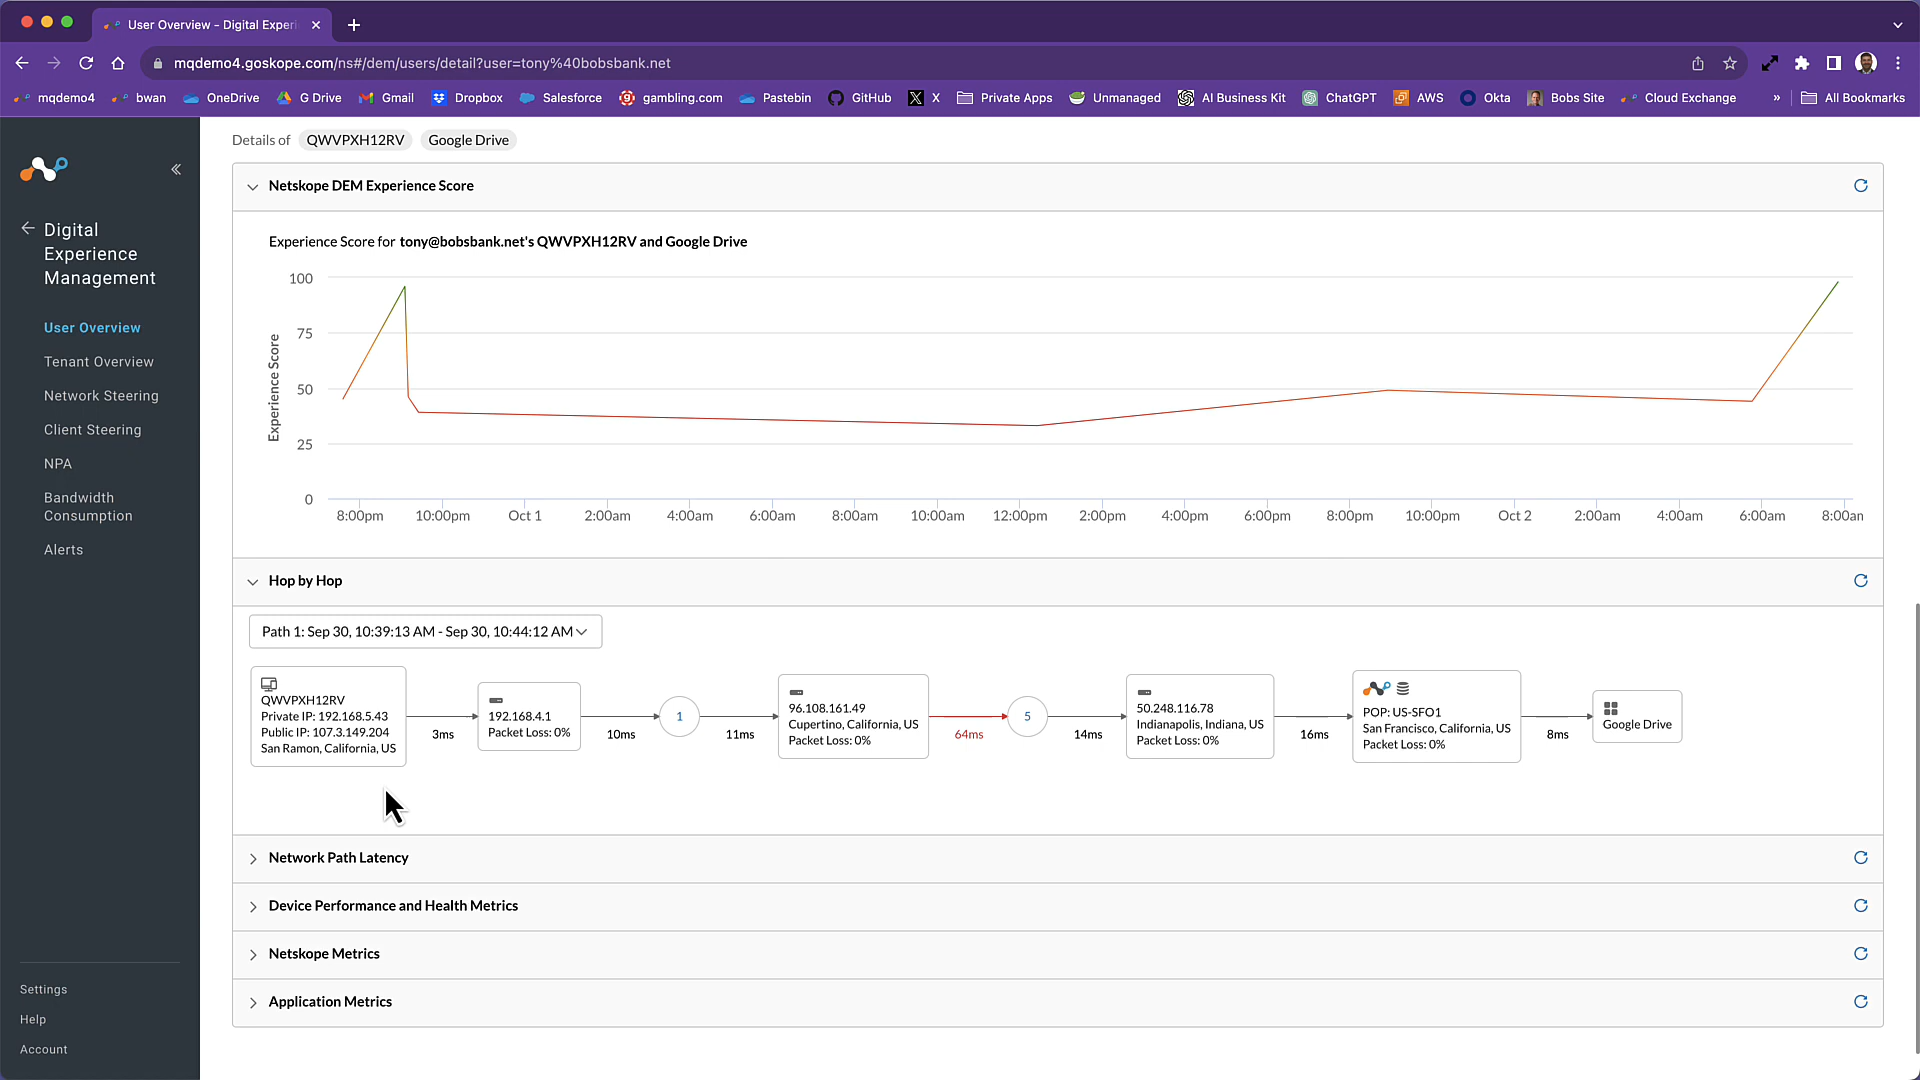 User Overview - Digital Experi
mqdemo4.goskope.com/ns#/dem/users/detail?user=tony%40bobsbank.net
mqdemo4 bwan OneDrive G Drive Gmail Dropbox Salesforce gambling.com Pastebin GitHub X Private Apps Unmanaged AI Business Kit ChatGPT AWS Okta Bobs Site Cloud Exchange » All Bookmarks
Digital
Experience
Management
User Overview
Tenant Overview
Network Steering
Client Steering
NPA
Bandwidth
Consumption
Alerts
Settings
Help
Account
Details of QWVPXH12RV Google Drive
Netskope DEM Experience Score
Experience Score for tony@bobsbank.net's QWVPXH12RV and Google Drive
Experience Score
100
75
50
25
0
8:00pm 10:00pm Oct 1 2:00am 4:00am 6:00am 8:00am 10:00am 12:00pm 2:00pm 4:00pm 6:00pm 8:00pm 10:00pm Oct 2 2:00am 4:00am 6:00am 8:00an
Hop by Hop
Path 1: Sep 30, 10:39:13 AM - Sep 30, 10:44:12 AM
QWVPXH12RV
Private IP: 192.168.5.43
Public IP: 107.3.149.204
San Ramon, California, US
3ms
192.168.4.1
Packet Loss: 0%
10ms
1
11ms
96.108.161.49
Cupertino, California, US
Packet Loss: 0%
64ms
5
14ms
50.248.116.78
Indianapolis, Indiana, US
Packet Loss: 0%
16ms
POP: US-SFO1
San Francisco, California, US
Packet Loss: 0%
8ms
Google Drive
Network Path Latency
Device Performance and Health Metrics
Netskope Metrics
Application Metrics